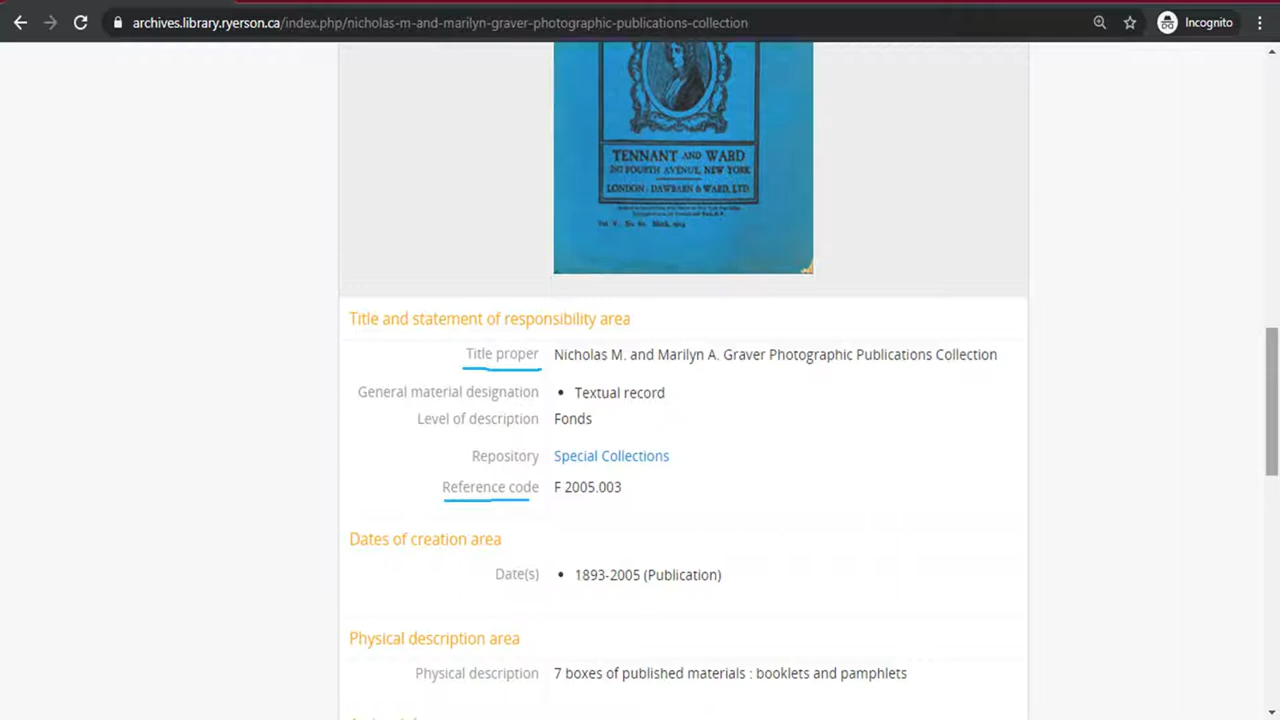 archives.library.ryerson.ca/index.php/nicholas-m-and-marilyn-graver-photographic-publications-collection
Incognito
TENNANT AND WARD
287 FOURTH AVENUE, NEW YORK
LONDON: DAWBARN & WARD, LTD.
Title and statement of responsibility area
Title proper Nicholas M. and Marilyn A. Graver Photographic Publications Collection
General material designation • Textual record
Level of description Fonds
Repository Special Collections
Reference code F 2005.003
Dates of creation area
Date(s) • 1893-2005 (Publication)
Physical description area
Physical description 7 boxes of published materials : booklets and pamphlets